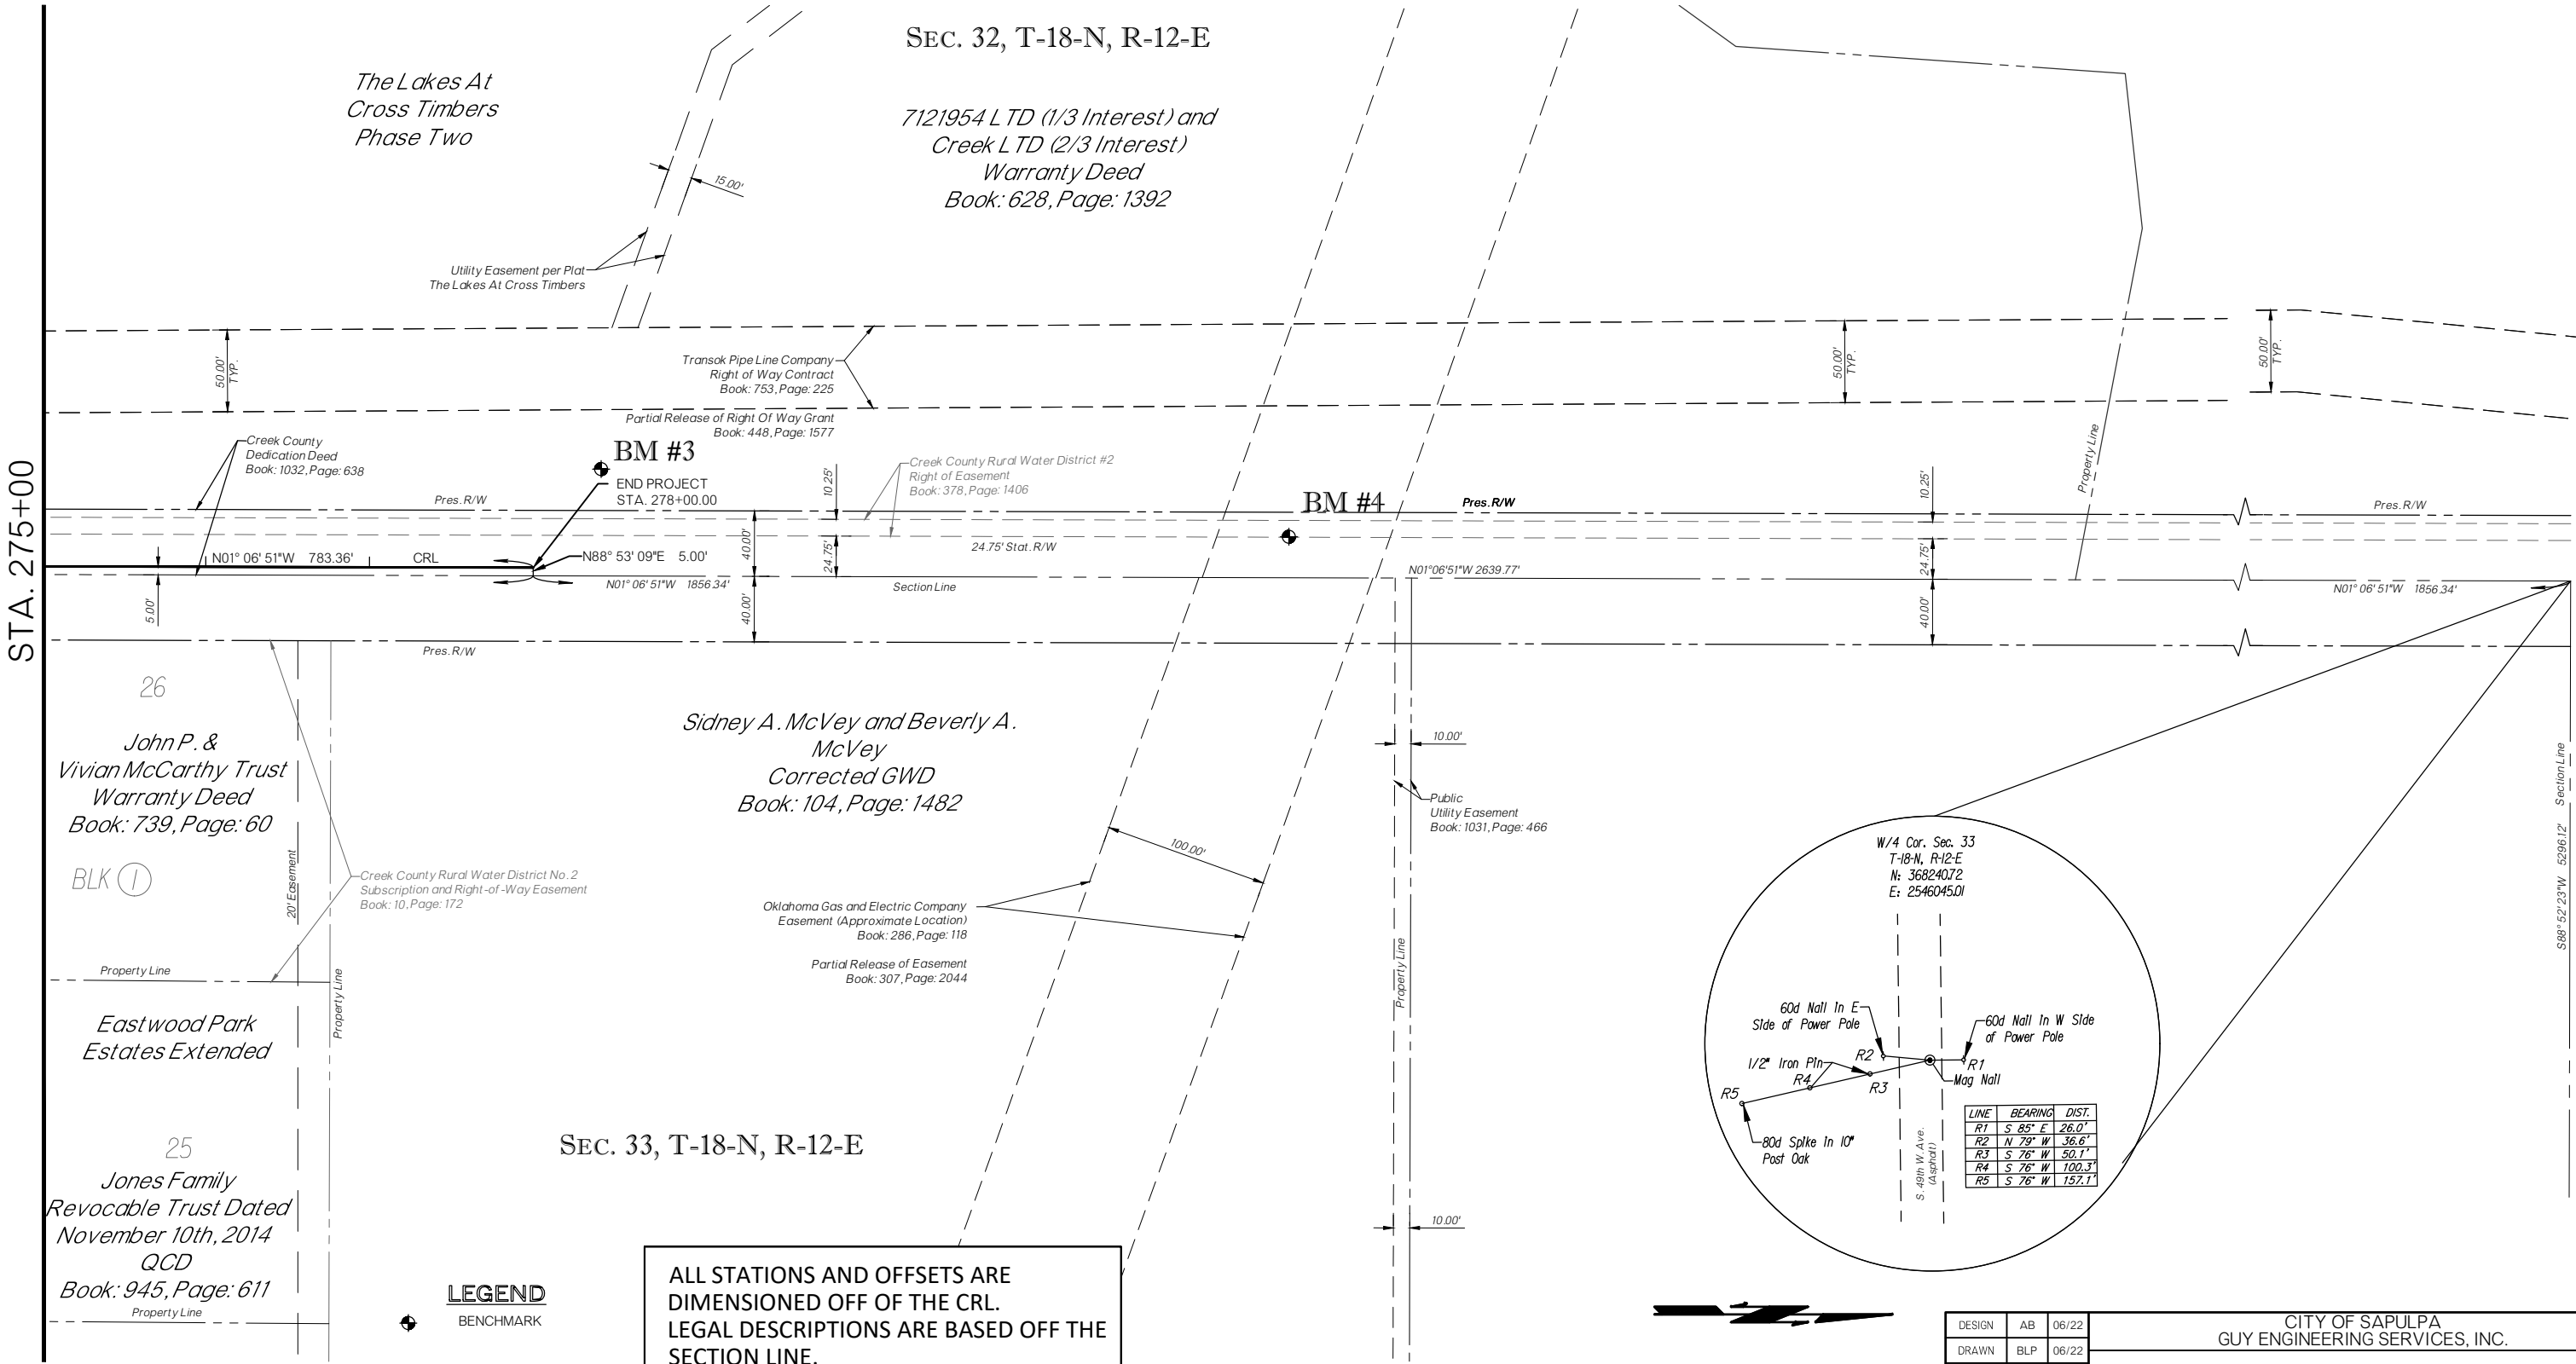 SEC. 32, T-18-N, R-12-E
The Lakes At
Cross Timbers
Phase Two
7121954 LTD (1/3 Interest) and
Creek LTD (2/3 Interest)
Warranty Deed
Book: 628, Page: 1392
15.00'
Utility Easement per Plat
The Lakes At Cross Timbers
50.00'
TYP.
Transok Pipe Line Company
Right of Way Contract
Book: 753, Page: 225
50.00'
TYP.
50.00'
TYP.
Partial Release of Right Of Way Grant
Book: 448, Page: 1577
Creek County
Dedication Deed
Book: 1032, Page: 638
BM #3
END PROJECT
STA. 278+00.00
Creek County Rural Water District #2
Right of Easement
Book: 378, Page: 1406
Property Line
STA. 275+00
Pres. R/W
10.25'
BM #4
Pres. R/W
10.25'
Pres. R/W
N01° 06' 51"W 783.36'
CRL
N88° 53' 09"E 5.00'
40.00'
24.75'
24.75' Stat. R/W
24.75'
N01°06'51"W 2639.77'
5.00'
N01° 06' 51"W 1856.34'
40.00'
Section Line
40.00'
N01° 06' 51"W 1856.34'
Pres. R/W
26
John P. &
Vivian McCarthy Trust
Warranty Deed
Book: 739, Page: 60
BLK 1
20' Easement
Sidney A. McVey and Beverly A.
McVey
Corrected GWD
Book: 104, Page: 1482
10.00'
Public
Utility Easement
Book: 1031, Page: 466
100.00'
Creek County Rural Water District No. 2
Subscription and Right-of-Way Easement
Book: 10, Page: 172
Oklahoma Gas and Electric Company
Easement (Approximate Location)
Book: 286, Page: 118
Partial Release of Easement
Book: 307, Page: 2044
Property Line
Property Line
Property Line
Eastwood Park
Estates Extended
25
Jones Family
Revocable Trust Dated
November 10th, 2014
QCD
Book: 945, Page: 611
Property Line
SEC. 33, T-18-N, R-12-E
10.00'
W/4 Cor. Sec. 33
T-18-N, R-12-E
N: 368240.72
E: 2546045.01
60d Nail in E
Side of Power Pole
60d Nail in W Side
of Power Pole
1/2" Iron Pin
R2
R1
R4
R3
Mag Nail
R5
80d Spike in 10"
Post Oak
S. 49th W. Ave.
(Asphalt)
LINE BEARING DIST.
R1 S 85° E 26.0'
R2 N 79° W 36.6'
R3 S 76° W 50.1'
R4 S 76° W 100.3'
R5 S 76° W 157.1'
S88° 52' 23"W 5296.12' Section Line
LEGEND
BENCHMARK
ALL STATIONS AND OFFSETS ARE
DIMENSIONED OFF OF THE CRL.
LEGAL DESCRIPTIONS ARE BASED OFF THE
SECTION LINE.
DESIGN AB 06/22
DRAWN BLP 06/22
CITY OF SAPULPA
GUY ENGINEERING SERVICES, INC.